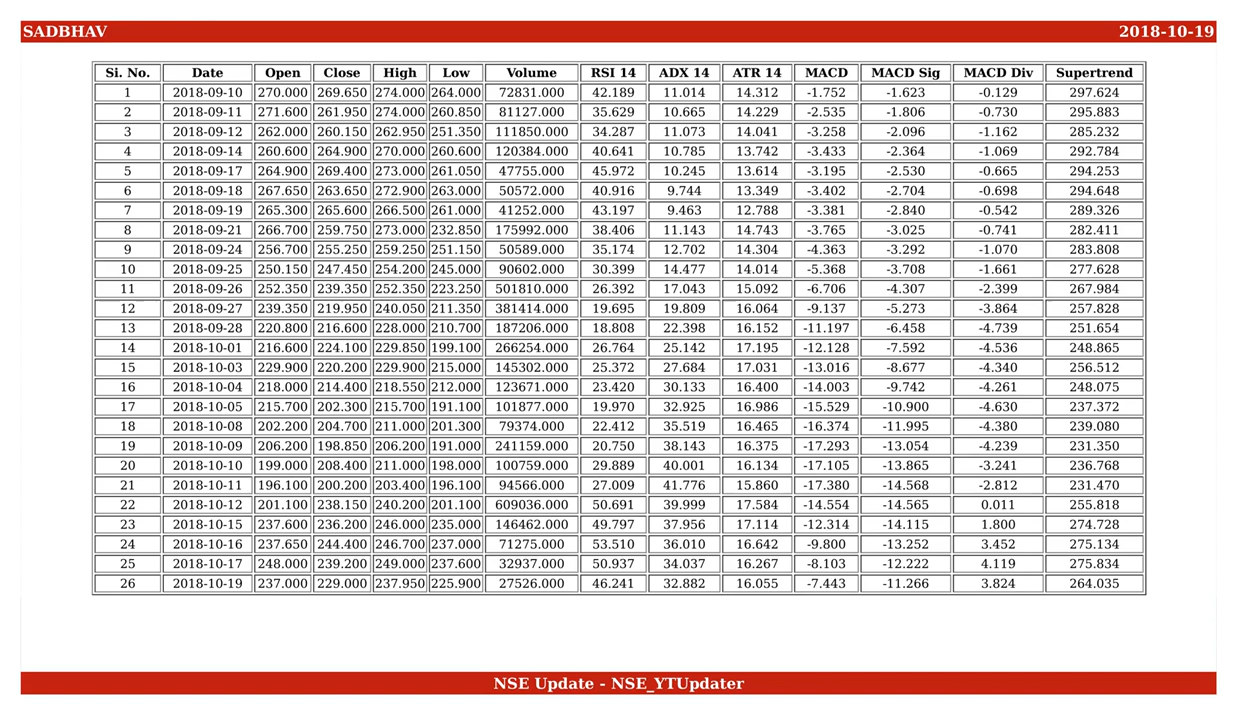 SADBHAV 2018-10-19
Si. No. Date Open Close High Low Volume RSI 14 ADX 14 ATR 14 MACD MACD Sig MACD Div Supertrend
1 2018-09-10 270.000 269.650 274.000 264.000 72831.000 42.189 11.014 14.312 -1.752 -1.623 -0.129 297.624
2 2018-09-11 271.600 261.950 274.000 260.850 81127.000 35.629 10.665 14.229 -2.535 -1.806 -0.730 295.883
3 2018-09-12 262.000 260.150 262.950 251.350 111850.000 34.287 11.073 14.041 -3.258 -2.096 -1.162 285.232
4 2018-09-14 260.600 264.900 270.000 260.600 120384.000 40.641 10.785 13.742 -3.433 -2.364 -1.069 292.784
5 2018-09-17 264.900 269.400 273.000 261.050 47755.000 45.972 10.245 13.614 -3.195 -2.530 -0.665 294.253
6 2018-09-18 267.650 263.650 272.900 263.000 50572.000 40.916 9.744 13.349 -3.402 -2.704 -0.698 294.648
7 2018-09-19 265.300 265.600 266.500 261.000 41252.000 43.197 9.463 12.788 -3.381 -2.840 -0.542 289.326
8 2018-09-21 266.700 259.750 273.000 232.850 175992.000 38.406 11.143 14.743 -3.765 -3.025 -0.741 282.411
9 2018-09-24 256.700 255.250 259.250 251.150 50589.000 35.174 12.702 14.304 -4.363 -3.292 -1.070 283.808
10 2018-09-25 250.150 247.450 254.200 245.000 90602.000 30.399 14.477 14.014 -5.368 -3.708 -1.661 277.628
11 2018-09-26 252.350 239.350 252.350 223.250 501810.000 26.392 17.043 15.092 -6.706 -4.307 -2.399 267.984
12 2018-09-27 239.350 219.950 240.050 211.350 381414.000 19.695 19.809 16.064 -9.137 -5.273 -3.864 257.828
13 2018-09-28 220.800 216.600 228.000 210.700 187206.000 18.808 22.398 16.152 -11.197 -6.458 -4.739 251.654
14 2018-10-01 216.600 224.100 229.850 199.100 266254.000 26.764 25.142 17.195 -12.128 -7.592 -4.536 248.865
15 2018-10-03 229.900 220.200 229.900 215.000 145302.000 25.372 27.684 17.031 -13.016 -8.677 -4.340 256.512
16 2018-10-04 218.000 214.400 218.550 212.000 123671.000 23.420 30.133 16.400 -14.003 -9.742 -4.261 248.075
17 2018-10-05 215.700 202.300 215.700 191.100 101877.000 19.970 32.925 16.986 -15.529 -10.900 -4.630 237.372
18 2018-10-08 202.200 204.700 211.000 201.300 79374.000 22.412 35.519 16.465 -16.374 -11.995 -4.380 239.080
19 2018-10-09 206.200 198.850 206.200 191.000 241159.000 20.750 38.143 16.375 -17.293 -13.054 -4.239 231.350
20 2018-10-10 199.000 208.400 211.000 198.000 100759.000 29.889 40.001 16.134 -17.105 -13.865 -3.241 236.768
21 2018-10-11 196.100 200.200 203.400 196.100 94566.000 27.009 41.776 15.860 -17.380 -14.568 -2.812 231.470
22 2018-10-12 201.100 238.150 240.200 201.100 609036.000 50.691 39.999 17.584 -14.554 -14.565 0.011 255.818
23 2018-10-15 237.600 236.200 246.000 235.000 146462.000 49.797 37.956 17.114 -12.314 -14.115 1.800 274.728
24 2018-10-16 237.650 244.400 246.700 237.000 71275.000 53.510 36.010 16.642 -9.800 -13.252 3.452 275.134
25 2018-10-17 248.000 239.200 249.000 237.600 32937.000 50.937 34.037 16.267 -8.103 -12.222 4.119 275.834
26 2018-10-19 237.000 229.000 237.950 225.900 27526.000 46.241 32.882 16.055 -7.443 -11.266 3.824 264.035
NSE Update - NSE_YTUpdater